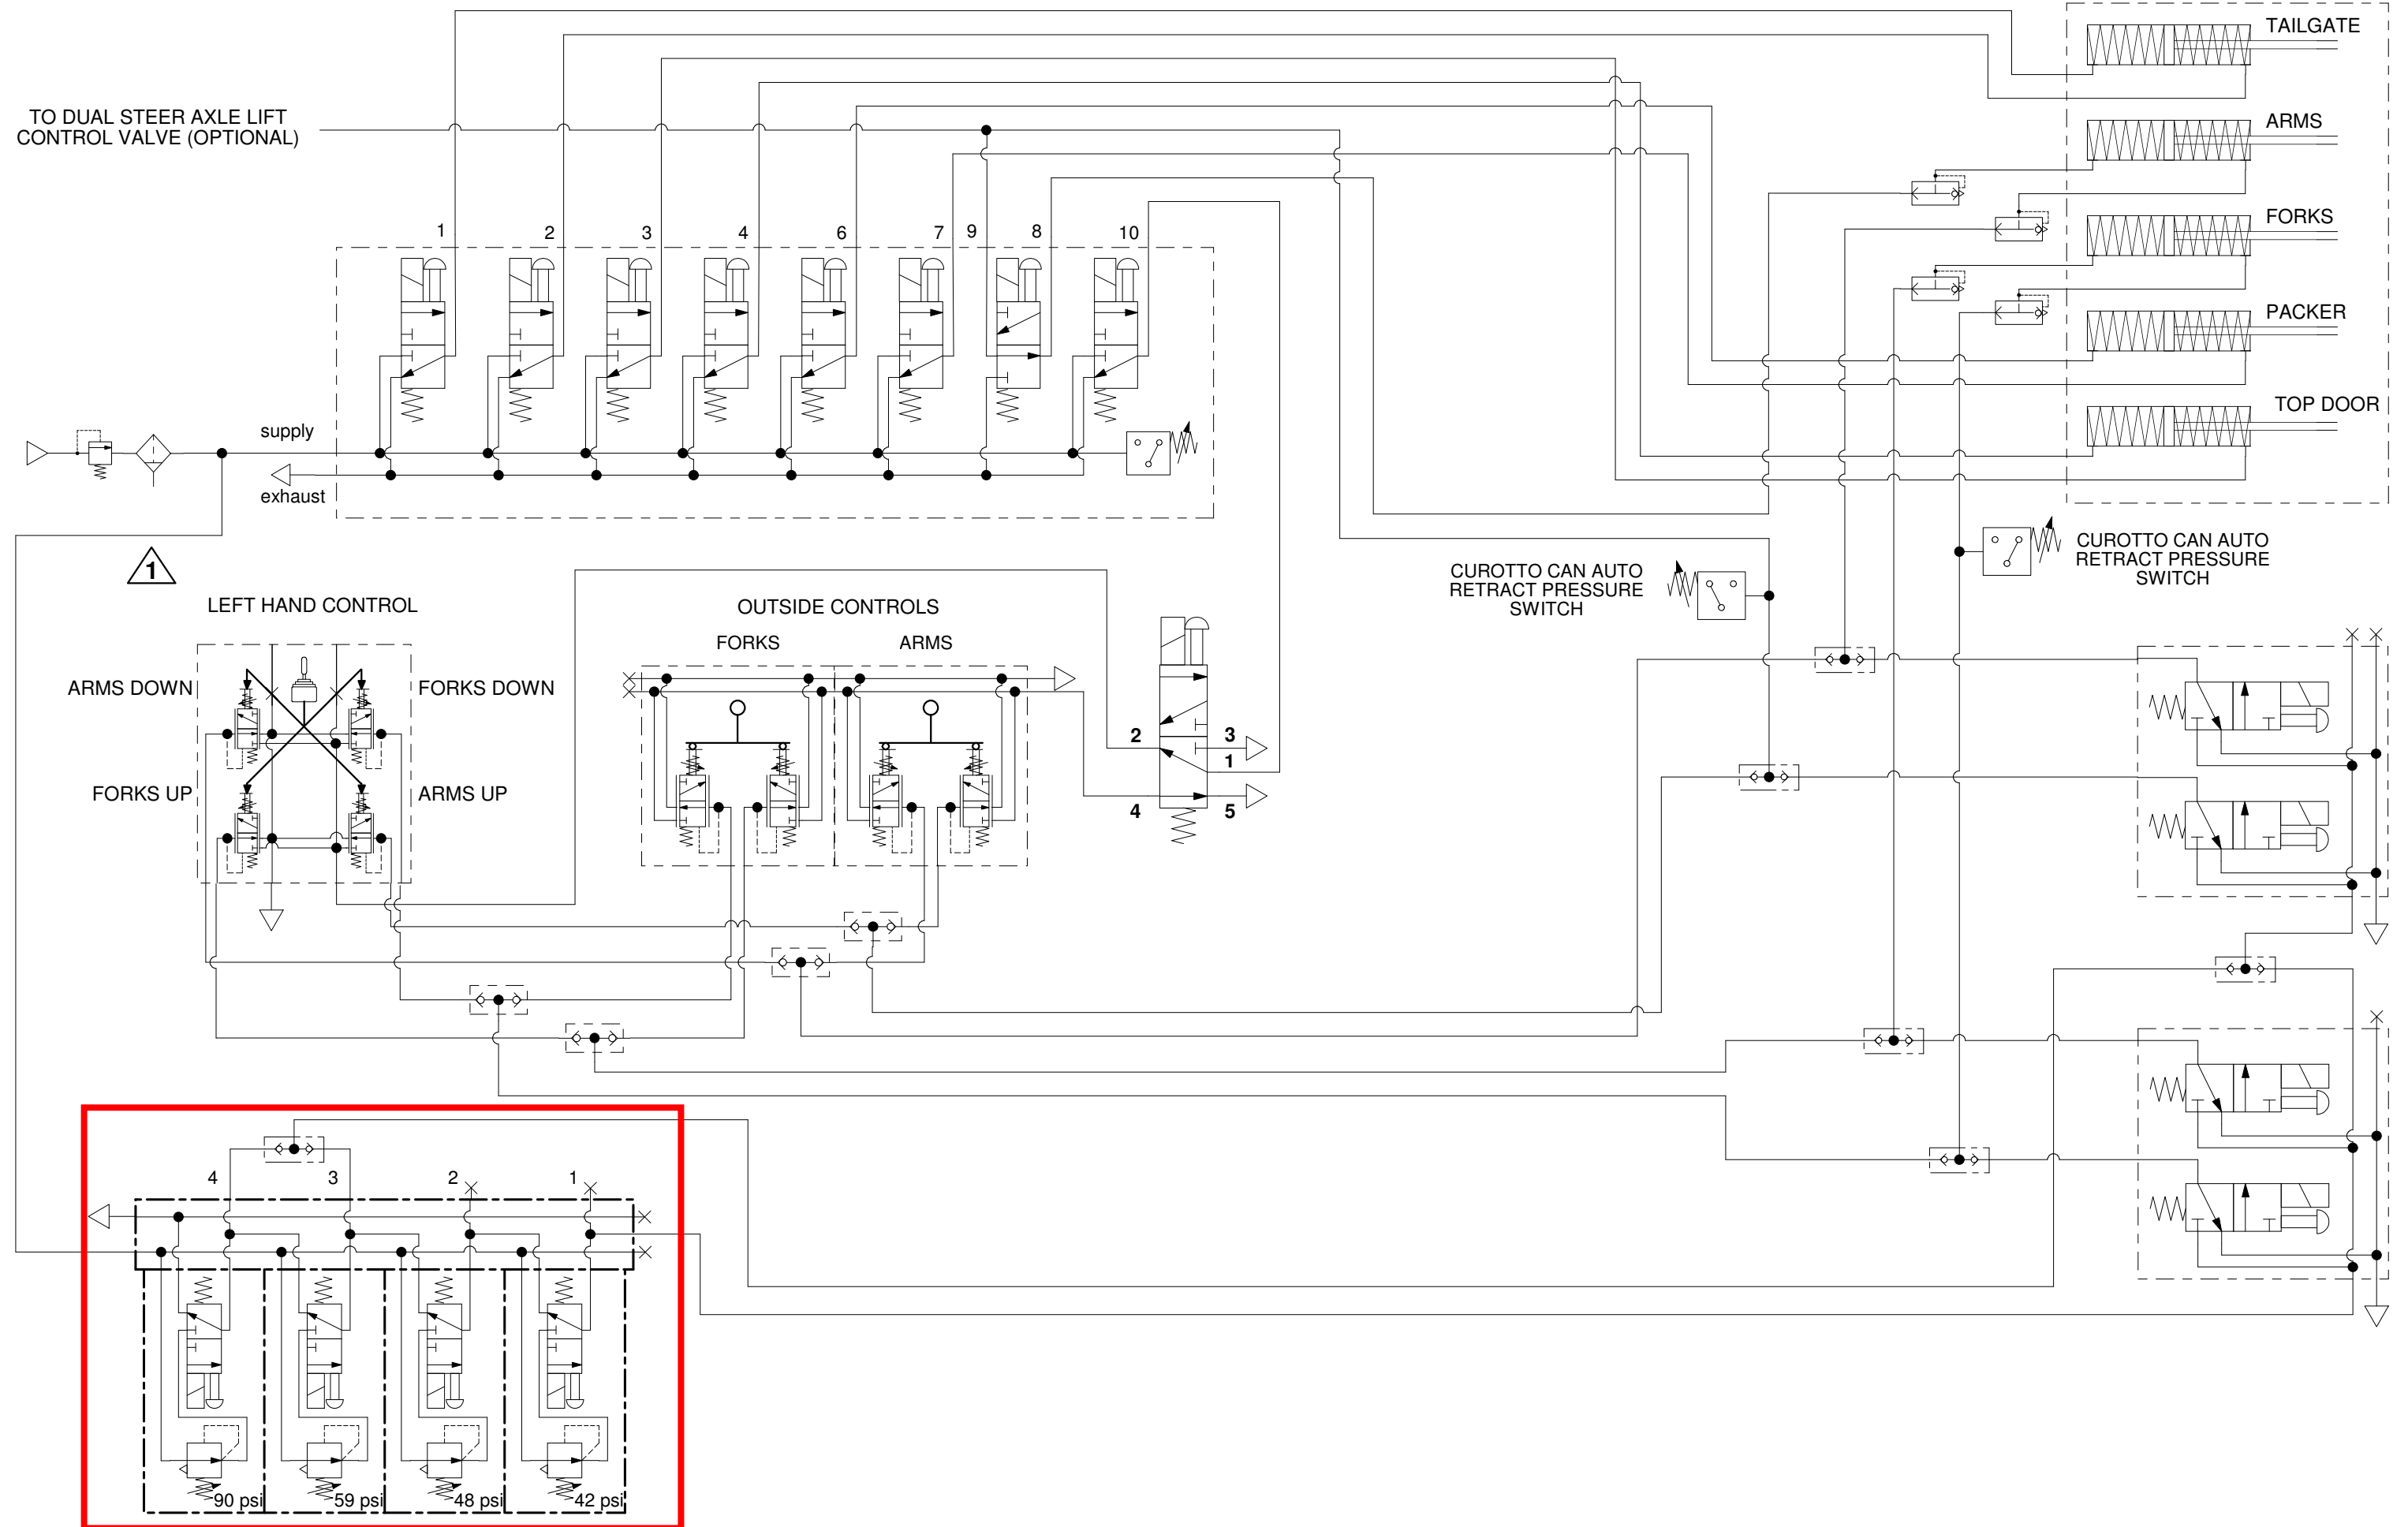 TAILGATE
TO DUAL STEER AXLE LIFT
CONTROL VALVE (OPTIONAL)
ARMS
FORKS
1 2 3 4 6 7 9 8 10
PACKER
TOP DOOR
supply
exhaust
1
CUROTTO CAN AUTO
RETRACT PRESSURE
SWITCH
CUROTTO CAN AUTO
RETRACT PRESSURE
SWITCH
LEFT HAND CONTROL
OUTSIDE CONTROLS
FORKS ARMS
ARMS DOWN
FORKS DOWN
FORKS UP
ARMS UP
2 3
1
4 5
4 3 2 1
90 psi 59 psi 48 psi 42 psi